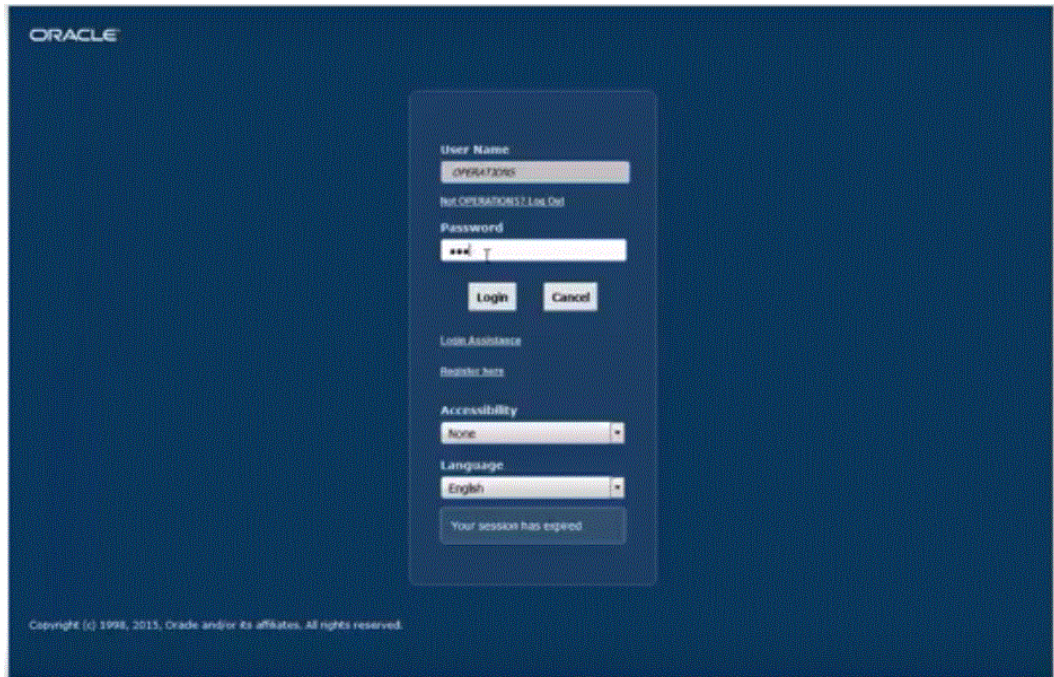 ORACLE
User Name
OPERATIONS
Not OPERATIONS? Log Out
Password
•••
Login Cancel
Login Assistance
Register here
Accessibility
None
Language
English
Your session has expired
Copyright (c) 1998, 2015, Oracle and/or its affiliates. All rights reserved.